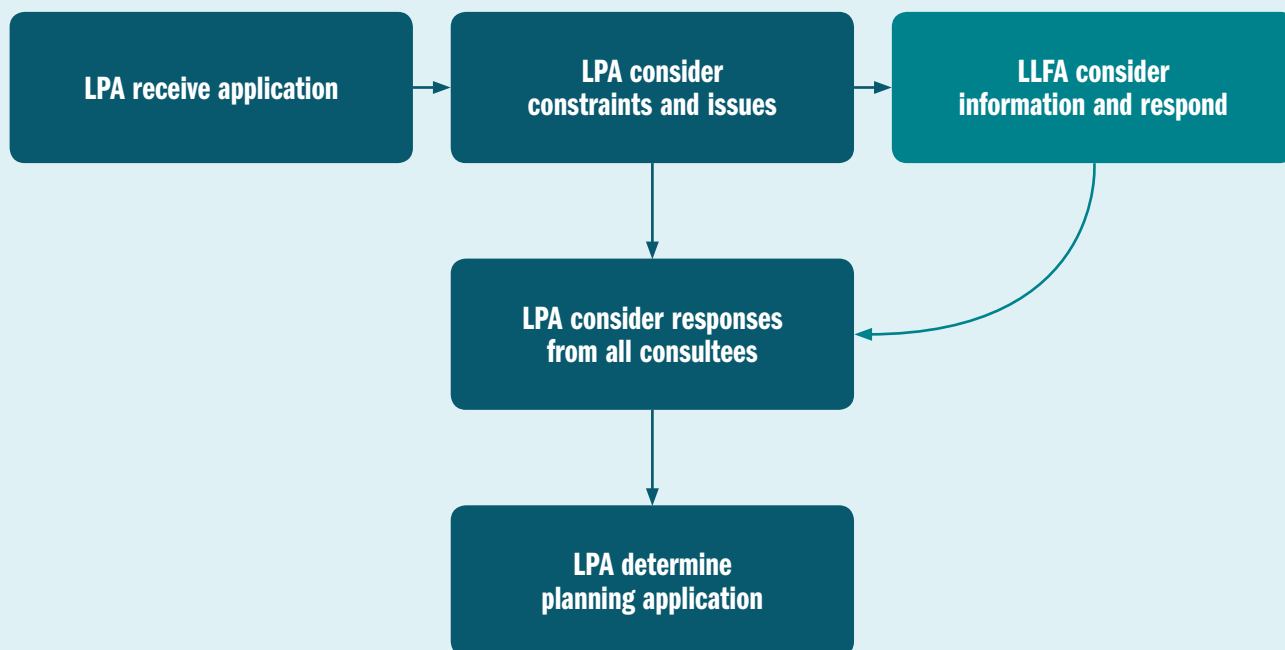 LPA receive application
LPA consider
constraints and issues
LLFA consider
information and respond
LPA consider responses
from all consultees
LPA determine
planning application